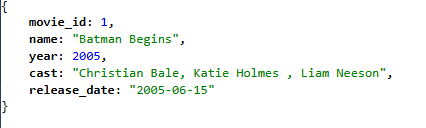 {
movie_id: 1,
name: "Batman Begins",
year: 2005,
cast: "Christian Bale, Katie Holmes , Liam Neeson",
release_date: "2005-06-15"
}